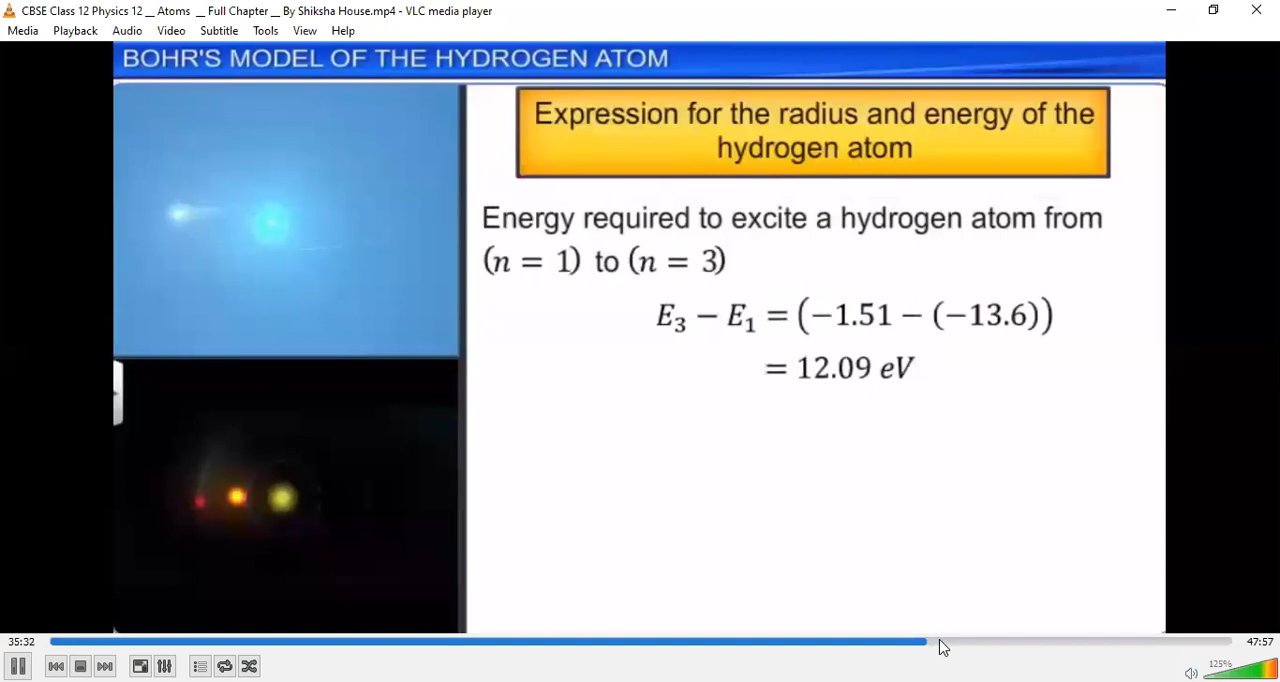 CBSE Class 12 Physics 12 __ Atoms __ Full Chapter __ By Shiksha House.mp4 - VLC media player
Media Playback Audio Video Subtitle Tools View Help
BOHR'S MODEL OF THE HYDROGEN ATOM
Expression for the radius and energy of the
hydrogen atom
Energy required to excite a hydrogen atom from
(n = 1) to (n = 3)
E₃ − E₁ = (−1.51 − (−13.6))
= 12.09 eV
35:32
47:57
125%